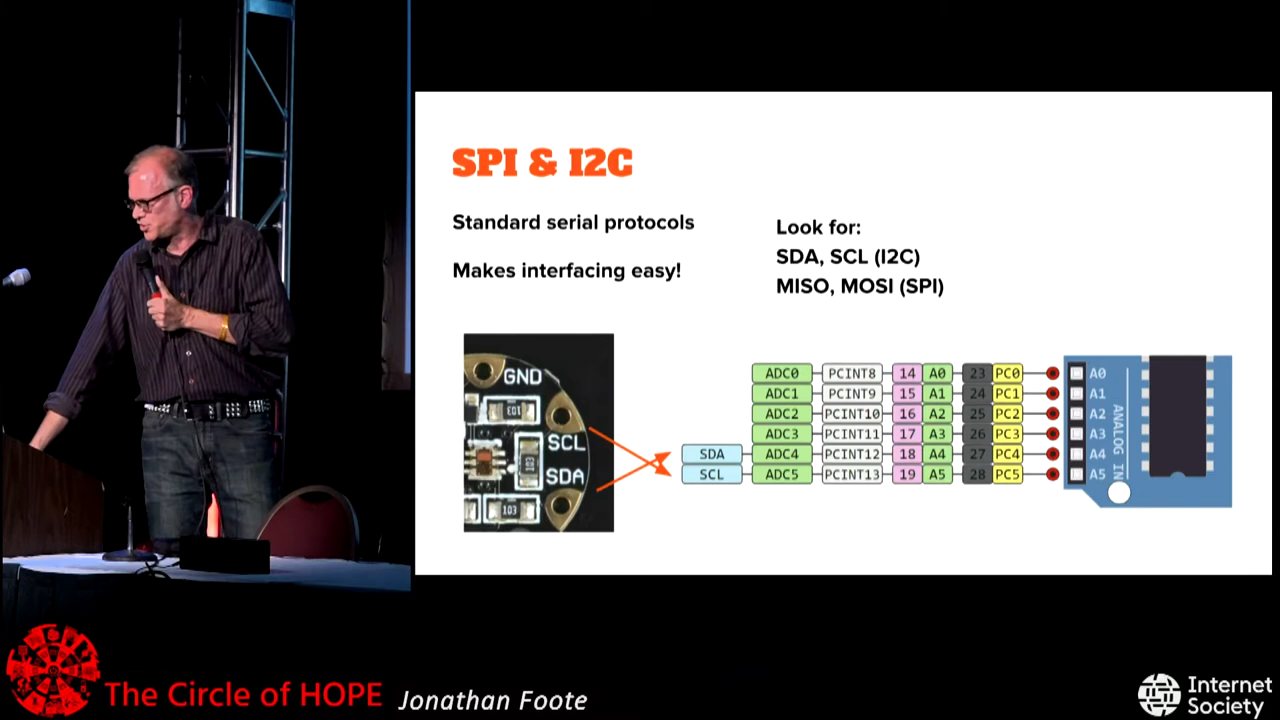 SPI & I2C
Standard serial protocols
Makes interfacing easy!
Look for:
SDA, SCL (I2C)
MISO, MOSI (SPI)
GND
103
SCL
103
SDA
103
ADC0 PCINT8 14 A0 23 PC0 A0
ADC1 PCINT9 15 A1 24 PC1 A1
ADC2 PCINT10 16 A2 25 PC2 A2
ADC3 PCINT11 17 A3 26 PC3 A3
SDA ADC4 PCINT12 18 A4 27 PC4 A4
SCL ADC5 PCINT13 19 A5 28 PC5 A5
ANALOG IN
The Circle of HOPE
Jonathan Foote
Internet
Society